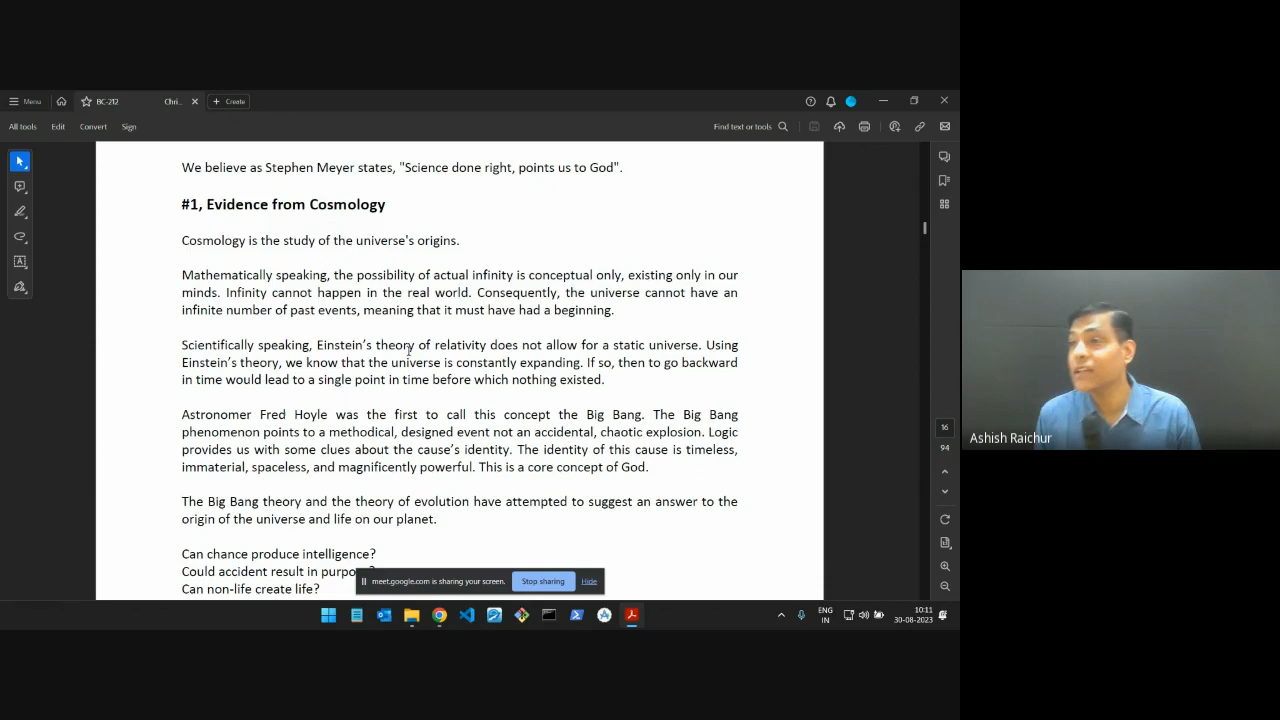 Menu
BC-212
Chri...
Create
All tools
Edit
Convert
Sign
Find text or tools
We believe as Stephen Meyer states, "Science done right, points us to God".
#1, Evidence from Cosmology
Cosmology is the study of the universe's origins.
Mathematically speaking, the possibility of actual infinity is conceptual only, existing only in our
minds. Infinity cannot happen in the real world. Consequently, the universe cannot have an
infinite number of past events, meaning that it must have had a beginning.
Scientifically speaking, Einstein's theory of relativity does not allow for a static universe. Using
Einstein's theory, we know that the universe is constantly expanding. If so, then to go backward
in time would lead to a single point in time before which nothing existed.
Astronomer Fred Hoyle was the first to call this concept the Big Bang. The Big Bang
phenomenon points to a methodical, designed event not an accidental, chaotic explosion. Logic
provides us with some clues about the cause's identity. The identity of this cause is timeless,
immaterial, spaceless, and magnificently powerful. This is a core concept of God.
The Big Bang theory and the theory of evolution have attempted to suggest an answer to the
origin of the universe and life on our planet.
Can chance produce intelligence?
Could accident result in
Can non-life create life?
meet.google.com is sharing your screen.
Stop sharing
Hide
16
94
Ashish Raichur
ENG
IN
10:11
30-08-2023